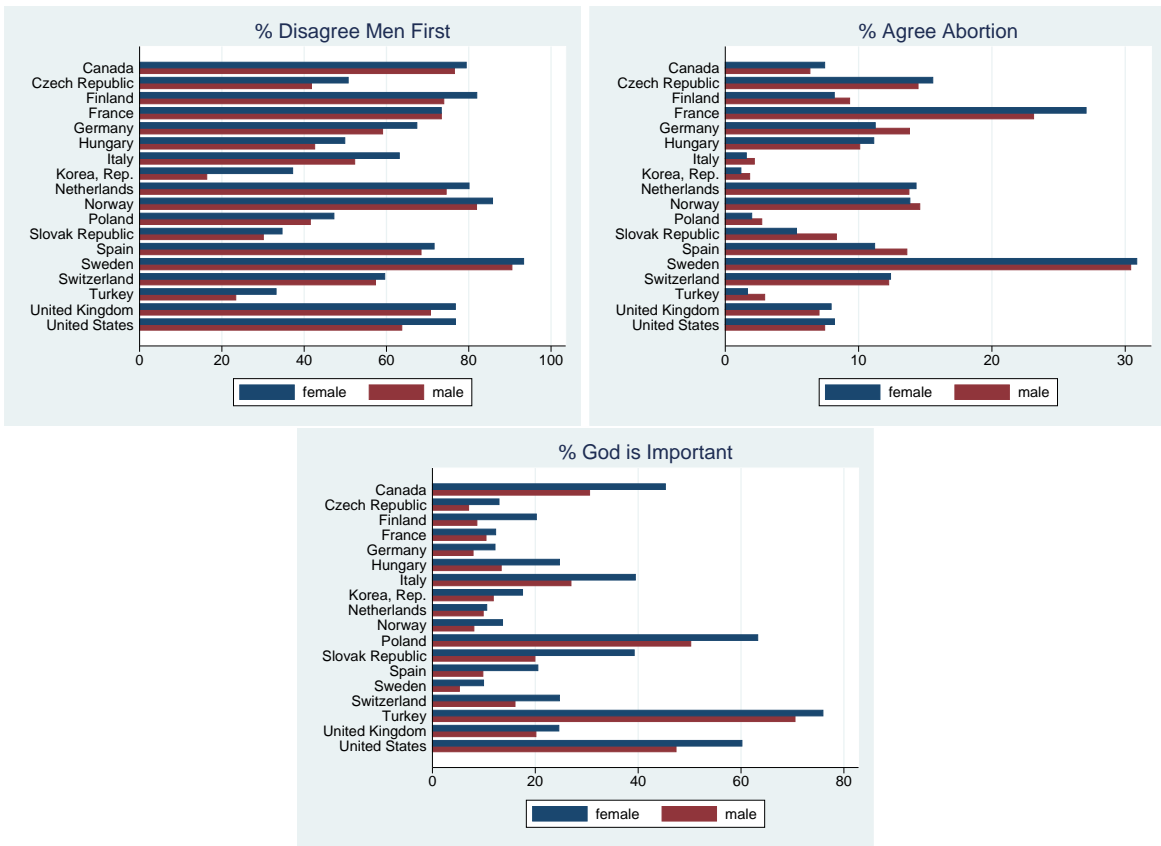 % Disagree Men First
Canada
Czech Republic
Finland
France
Germany
Hungary
Italy
Korea, Rep.
Netherlands
Norway
Poland
Slovak Republic
Spain
Sweden
Switzerland
Turkey
United Kingdom
United States
0 20 40 60 80 100
female male
% Agree Abortion
Canada
Czech Republic
Finland
France
Germany
Hungary
Italy
Korea, Rep.
Netherlands
Norway
Poland
Slovak Republic
Spain
Sweden
Switzerland
Turkey
United Kingdom
United States
0 10 20 30
female male
% God is Important
Canada
Czech Republic
Finland
France
Germany
Hungary
Italy
Korea, Rep.
Netherlands
Norway
Poland
Slovak Republic
Spain
Sweden
Switzerland
Turkey
United Kingdom
United States
0 20 40 60 80
female male